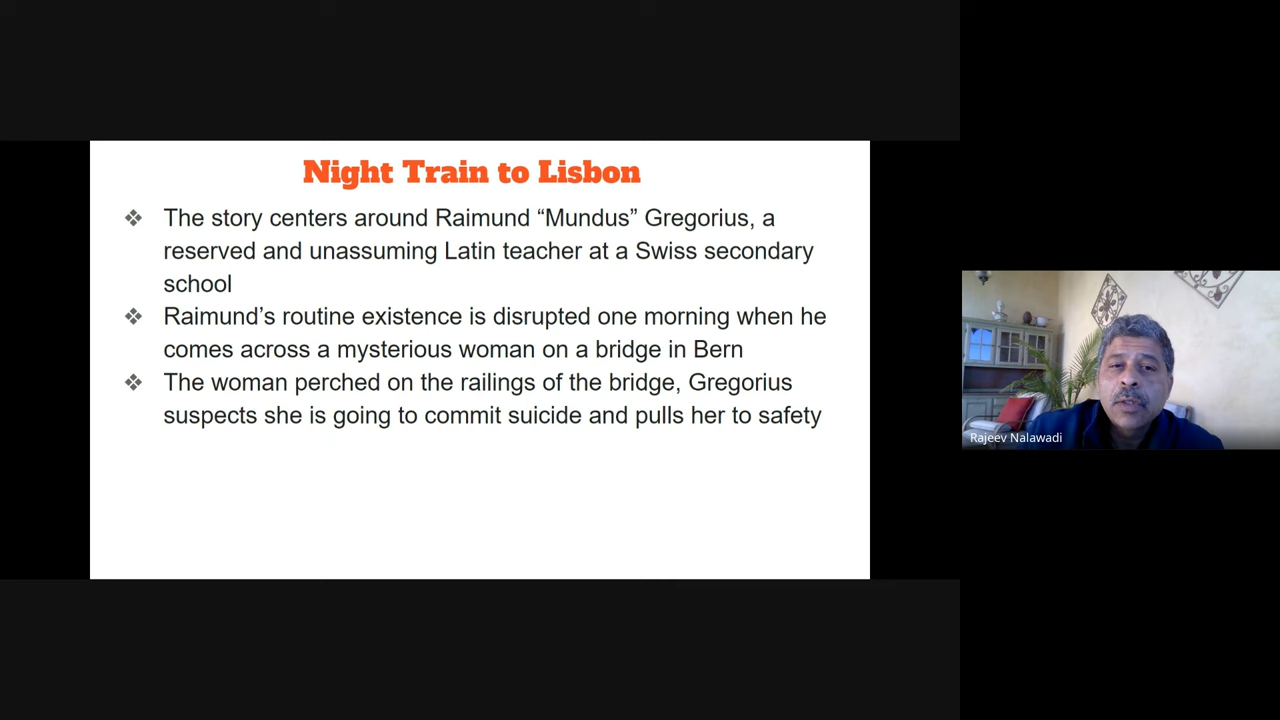 Night Train to Lisbon
❖ The story centers around Raimund “Mundus” Gregorius, a
reserved and unassuming Latin teacher at a Swiss secondary
school
❖ Raimund’s routine existence is disrupted one morning when he
comes across a mysterious woman on a bridge in Bern
❖ The woman perched on the railings of the bridge, Gregorius
suspects she is going to commit suicide and pulls her to safety
Rajeev Nalawadi